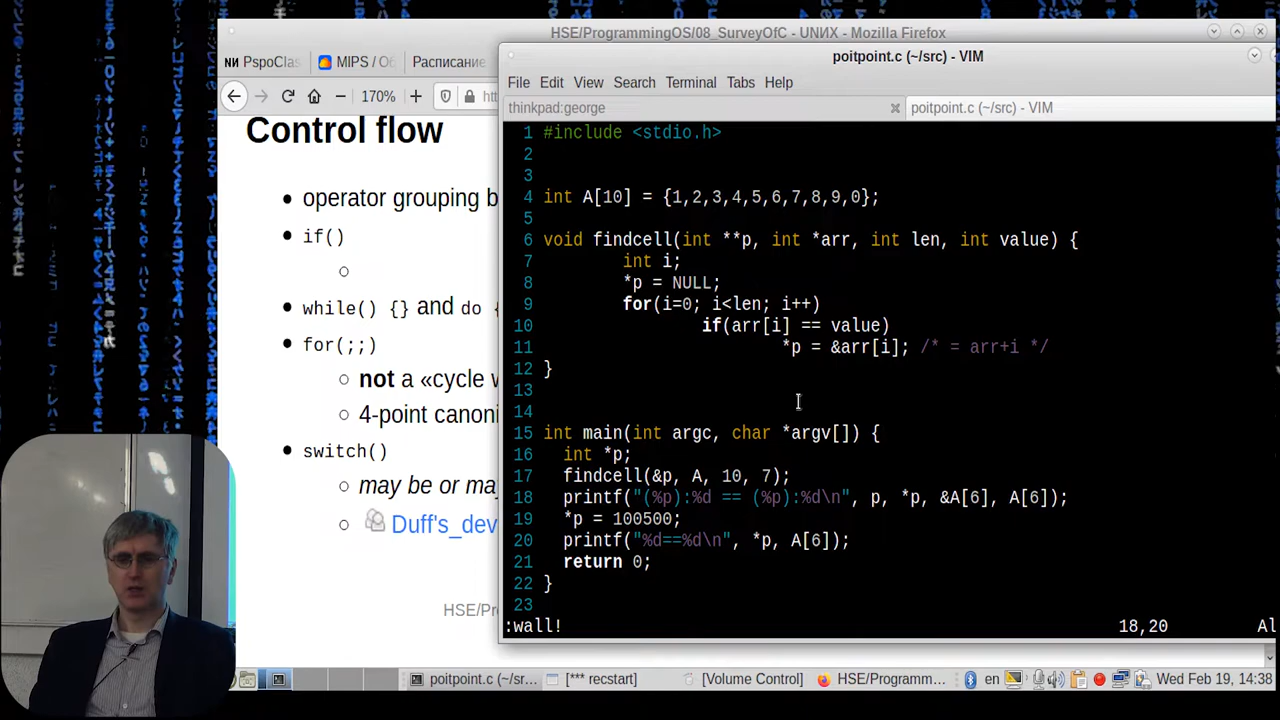 HSE/ProgrammingOS/08_SurveyOfC - UNИX - Mozilla Firefox
PspoClas
MIPS / Об
Расписание
170%
Control flow
operator grouping b
if()
while() {} and do {
for(;;)
not a «cycle w
4-point canoni
switch()
may be or ma
Duff's_dev
HSE/Pro
poitpoint.c (~/src) - VIM
File Edit View Search Terminal Tabs Help
thinkpad:george
poitpoint.c (~/src) - VIM
1 #include <stdio.h>
2
3
4 int A[10] = {1,2,3,4,5,6,7,8,9,0};
5
6 void findcell(int **p, int *arr, int len, int value) {
7 int i;
8 *p = NULL;
9 for(i=0; i<len; i++)
10 if(arr[i] == value)
11 *p = &arr[i]; /* = arr+i */
12 }
13
14
15 int main(int argc, char *argv[]) {
16 int *p;
17 findcell(&p, A, 10, 7);
18 printf("(%p):%d == (%p):%d\n", p, *p, &A[6], A[6]);
19 *p = 100500;
20 printf("%d==%d\n", *p, A[6]);
21 return 0;
22 }
23
:wall! 18,20 Al
poitpoint.c (~/sr...
[*** recstart]
[Volume Control]
HSE/Programm...
en
Wed Feb 19, 14:38